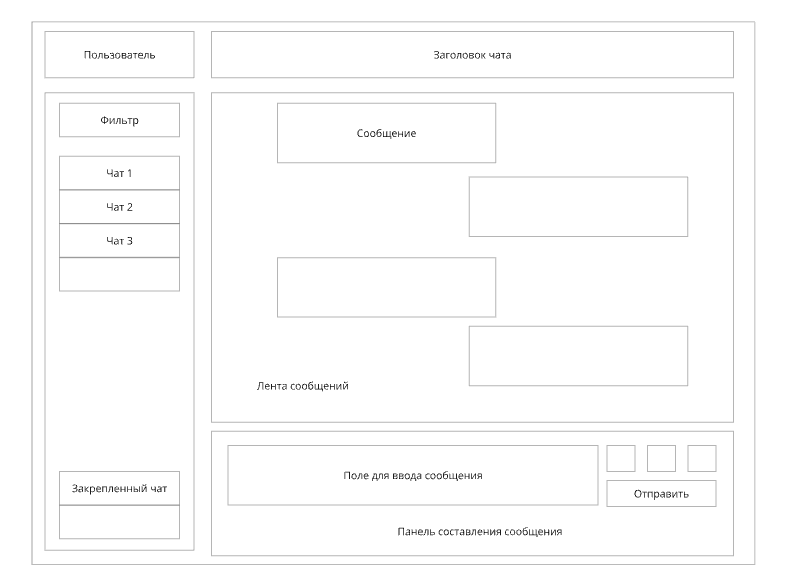 Пользователь
Заголовок чата
Фильтр
Чат 1
Чат 2
Чат 3
Закрепленный чат
Сообщение
Лента сообщений
Поле для ввода сообщения
Отправить
Панель составления сообщения